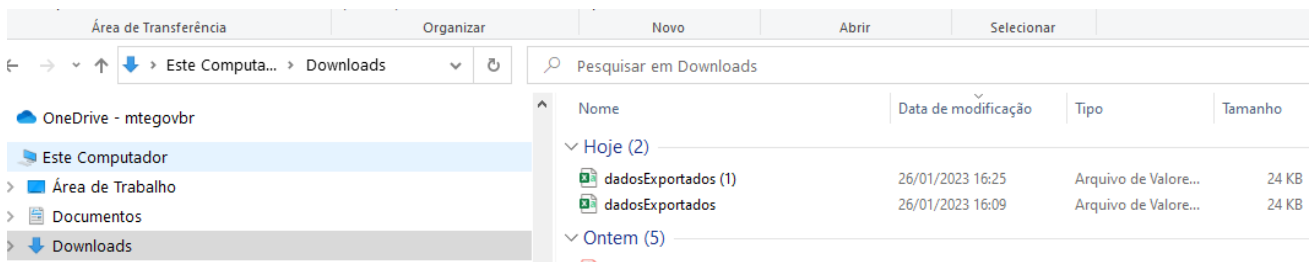 Área de Transferência Organizar Novo Abrir Selecionar
Este Computa... Downloads Pesquisar em Downloads
OneDrive - mtegovbr
Este Computador
Área de Trabalho
Documentos
Downloads
Nome Data de modificação Tipo Tamanho
Hoje (2)
dadosExportados (1) 26/01/2023 16:25 Arquivo de Valore... 24 KB
dadosExportados 26/01/2023 16:09 Arquivo de Valore... 24 KB
Ontem (5)